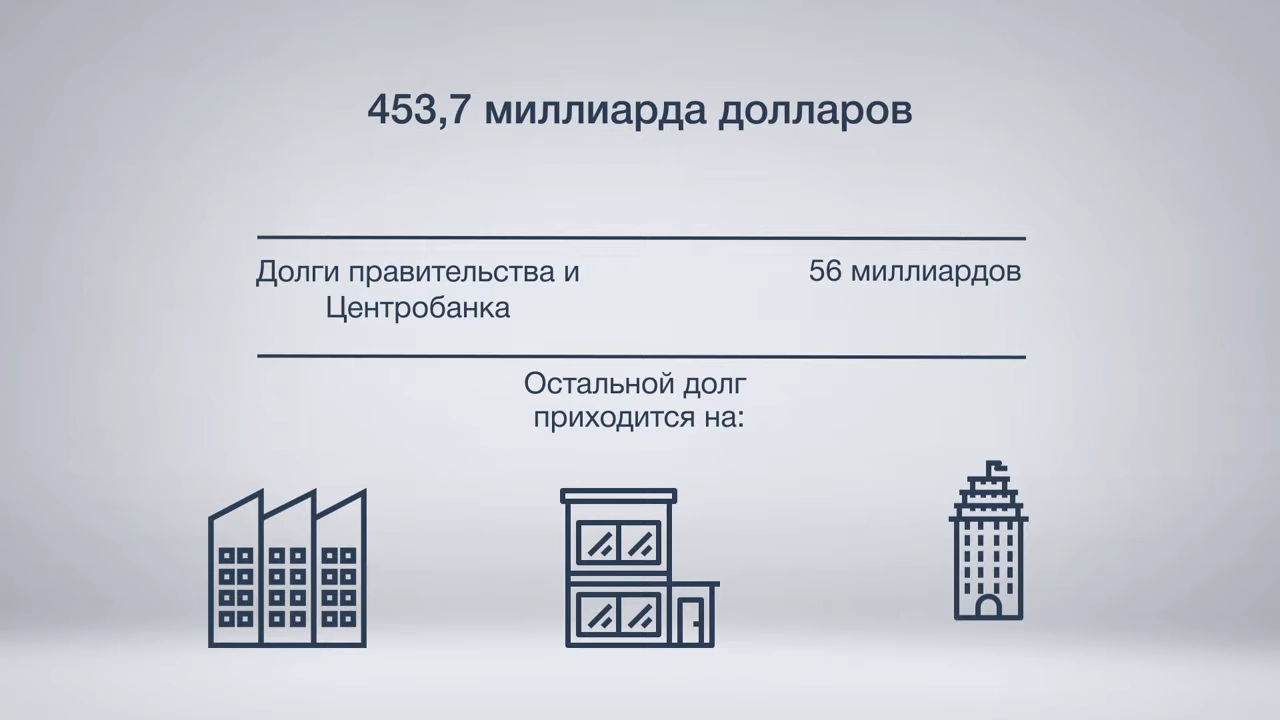 453,7 миллиарда долларов
Долги правительства и
Центробанка
56 миллиардов
Остальной долг
приходится на: